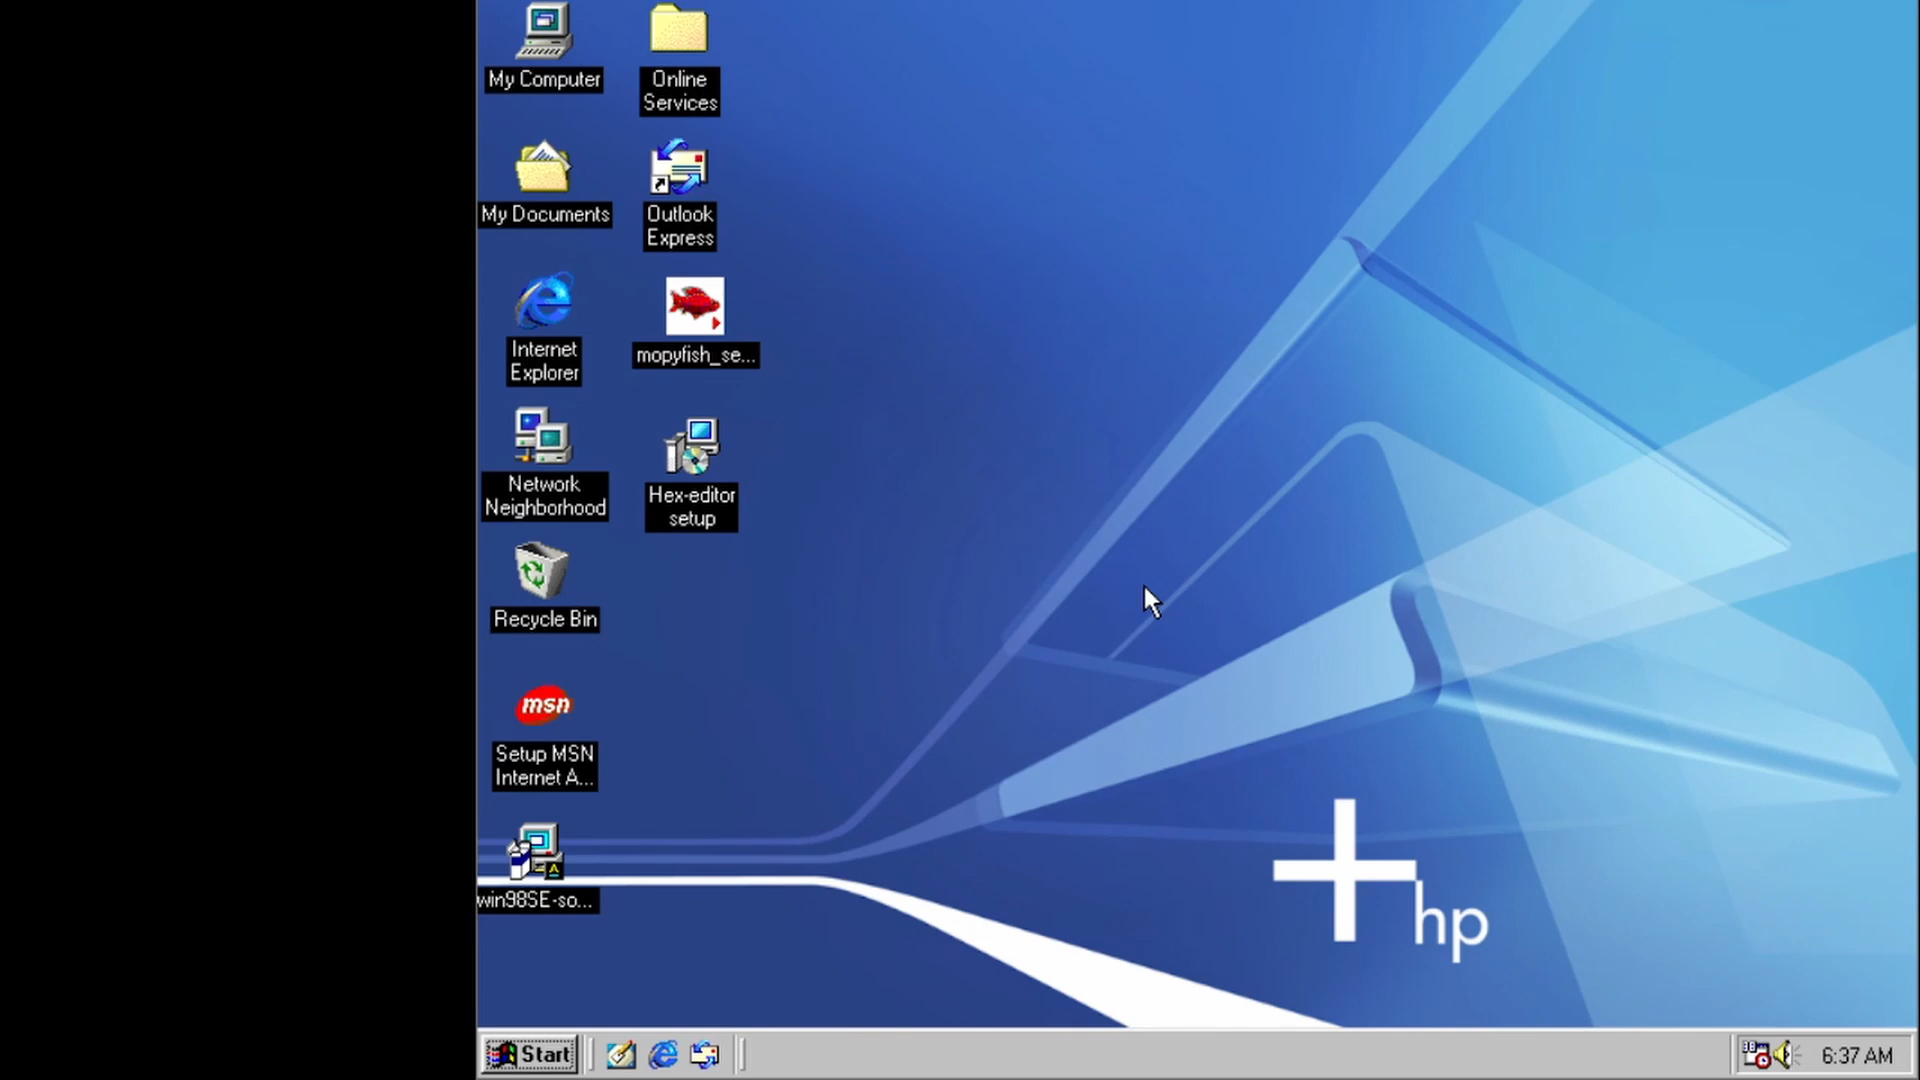 My Computer
Online
Services
My Documents
Outlook
Express
Internet
Explorer
mopyfish_se...
Network
Neighborhood
Hex-editor
setup
Recycle Bin
msn
Setup MSN
Internet A...
win98SE-so...
hp
Start
6:37 AM